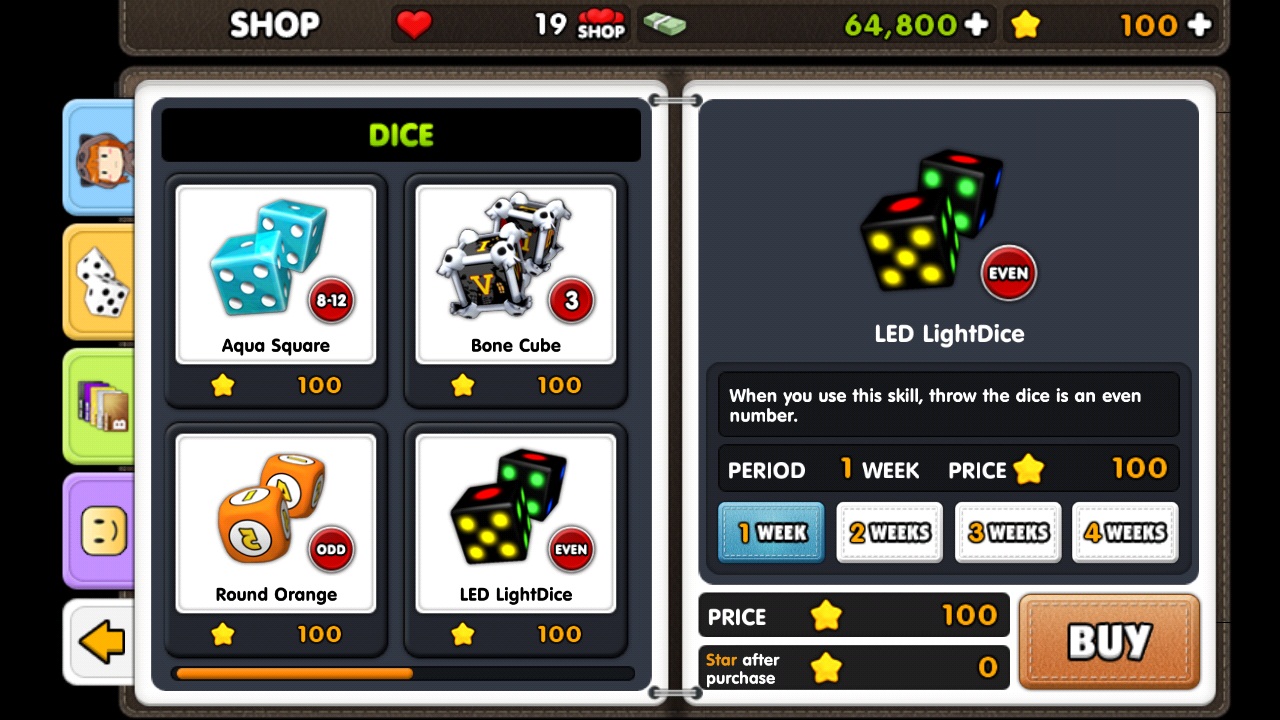 SHOP
19
SHOP
64,800
100
DICE
8-12
Aqua Square
100
V
3
Bone Cube
100
ODD
Round Orange
100
EVEN
LED LightDice
100
EVEN
LED LightDice
When you use this skill, throw the dice is an even
number.
PERIOD 1 WEEK PRICE 100
1 WEEK 2 WEEKS 3 WEEKS 4 WEEKS
PRICE 100
Star after
purchase
0
BUY